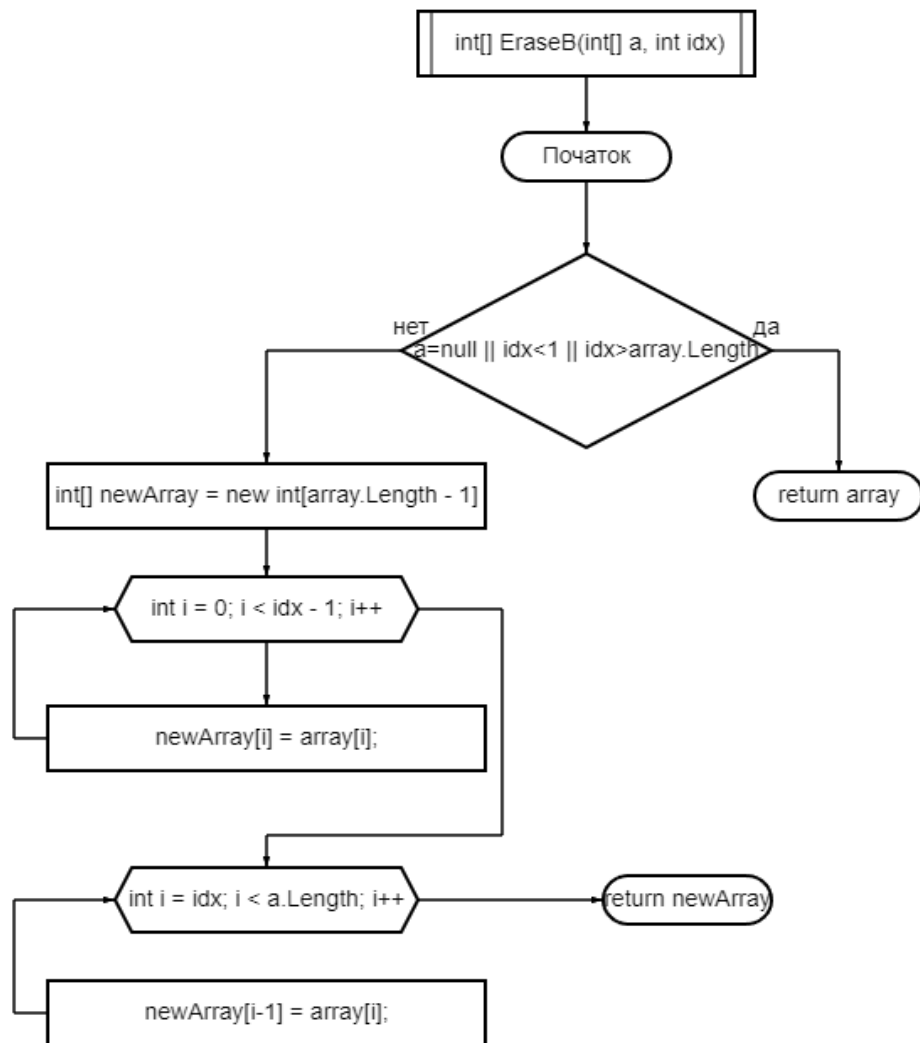 int[] EraseB(int[] a, int idx)
Початок
нет
да
a=null || idx<1 || idx>array.Length
int[] newArray = new int[array.Length - 1]
return array
int i = 0; i < idx - 1; i++
newArray[i] = array[i];
int i = idx; i < a.Length; i++
return newArray
newArray[i-1] = array[i];